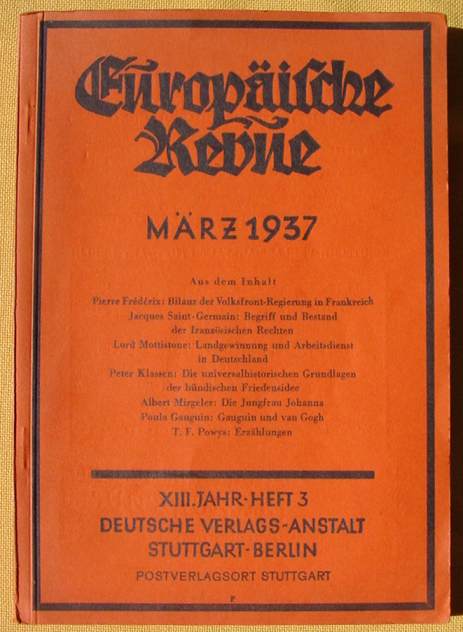 Europäische
Revue
MÄRZ 1937
Aus dem Inhalt
Pierre Frédérix: Bilanz der Volksfront-Regierung in Frankreich
Jacques Saint-Germain: Begriff und Bestand
der französischen Rechten
Lord Mottistone: Landgewinnung und Arbeitsdienst
in Deutschland
Peter Klassen: Die universalhistorischen Grundlagen
der bündischen Friedensidee
Albert Mirgeler: Die Jungfrau Johanna
Paula Gauguin: Gauguin und van Gogh
T. F. Powys: Erzählungen
XIII. JAHR · HEFT 3
DEUTSCHE VERLAGS-ANSTALT
STUTTGART - BERLIN
POSTVERLAGSORT STUTTGART
P